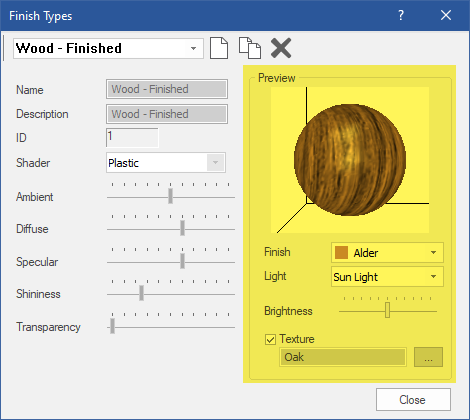 Finish Types
?
Wood - Finished
Name
Wood - Finished
Description
Wood - Finished
ID
1
Shader
Plastic
Ambient
Diffuse
Specular
Shininess
Transparency
Preview
Finish
Alder
Light
Sun Light
Brightness
Texture
Oak
...
Close